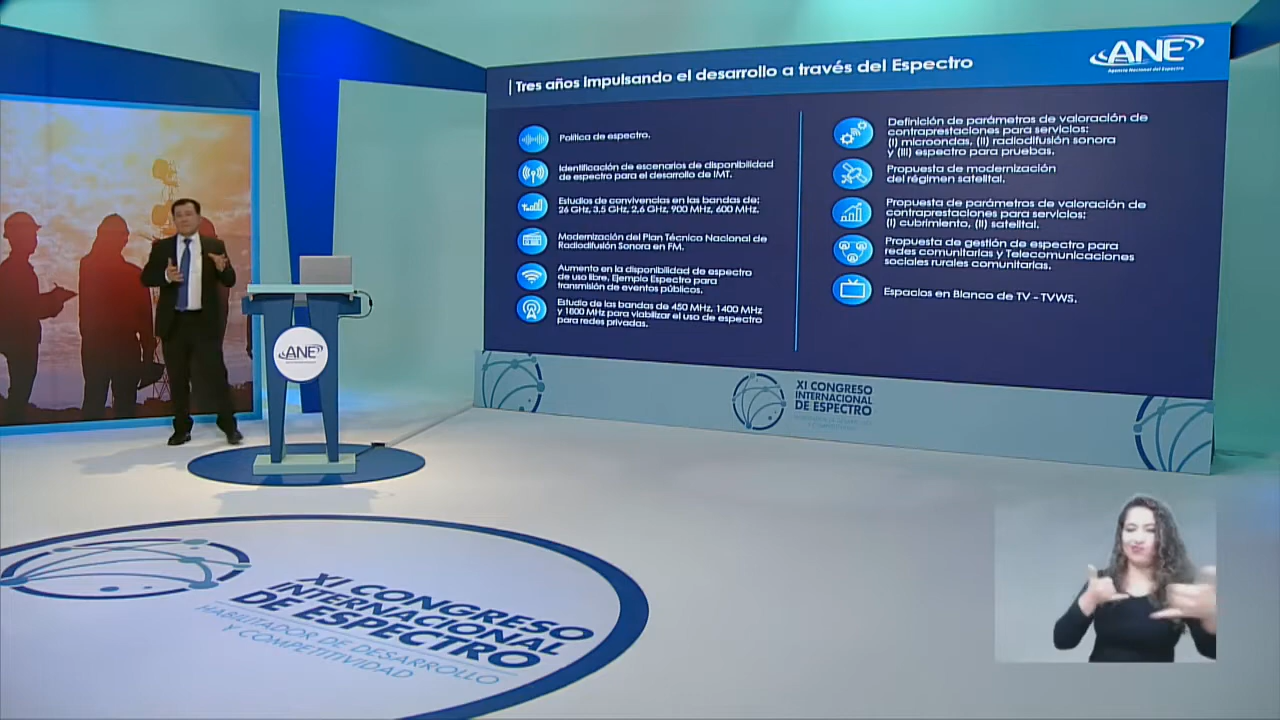 Tres años impulsando el desarrollo a través del Espectro
ANE
Agencia Nacional del Espectro
Política de espectro.
Identificación de escenarios de disponibilidad
de espectro para el desarrollo de IMT.
Estudios de convivencias en las bandas de:
26 GHz, 3.5 GHz, 2.6 GHz, 900 MHz, 600 MHz.
Modernización del Plan Técnico Nacional de
Radiodifusión Sonora en FM.
Aumento en la disponibilidad de espectro
de uso libre. Ejemplo Espectro para
transmisión de eventos públicos.
Estudio de las bandas de 450 MHz, 1400 MHz
y 1800 MHz para viabilizar el uso de espectro
para redes privadas.
Definición de parámetros de valoración de
contraprestaciones para servicios:
(i) microondas, (ii) radiodifusión sonora
y (iii) espectro para pruebas.
Propuesta de modernización
del régimen satelital.
Propuesta de parámetros de valoración de
contraprestaciones para servicios:
(i) cubrimiento, (ii) satelital.
Propuesta de gestión de espectro para
redes comunitarias y Telecomunicaciones
sociales rurales comunitarias.
Espacios en Blanco de TV - TVWS.
ANE
XI CONGRESO
INTERNACIONAL
DE ESPECTRO
XI CONGRESO
INTERNACIONAL
DE ESPECTRO
HABILITADOR DE DESARROLLO
Y COMPETITIVIDAD